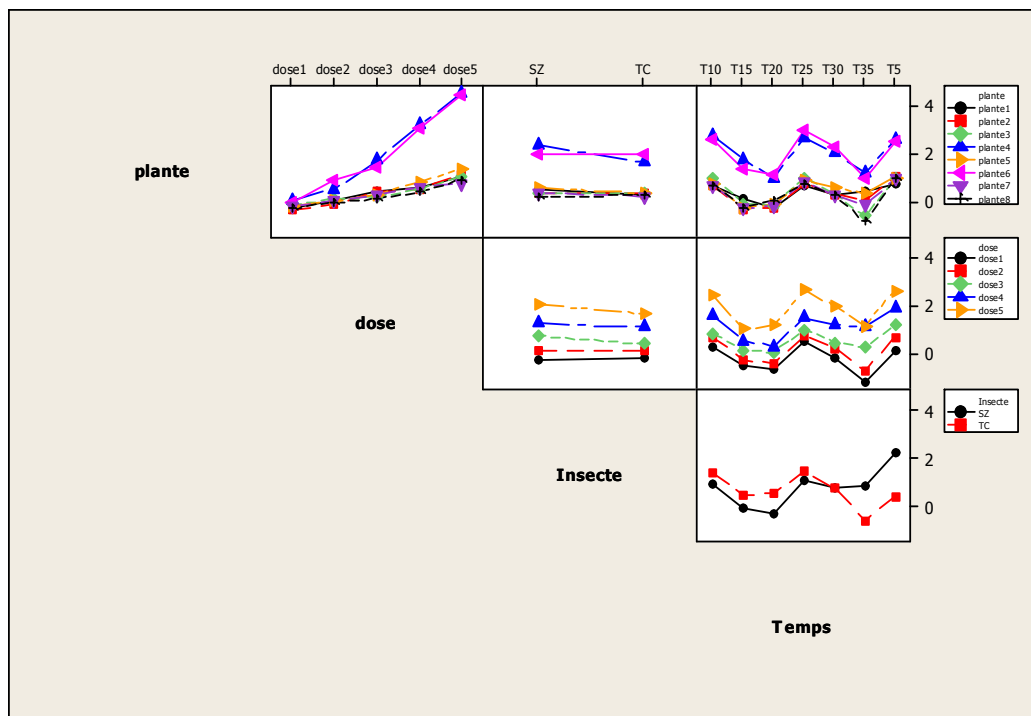 dose1 dose2 dose3 dose4 dose5
SZ TC
T10 T15 T20 T25 T30 T35 T5
plante
4
2
0
plante
plante1
plante2
plante3
plante4
plante5
plante6
plante7
plante8
dose
4
2
0
dose
dose1
dose2
dose3
dose4
dose5
Insecte
4
2
0
Insecte
SZ
TC
Temps